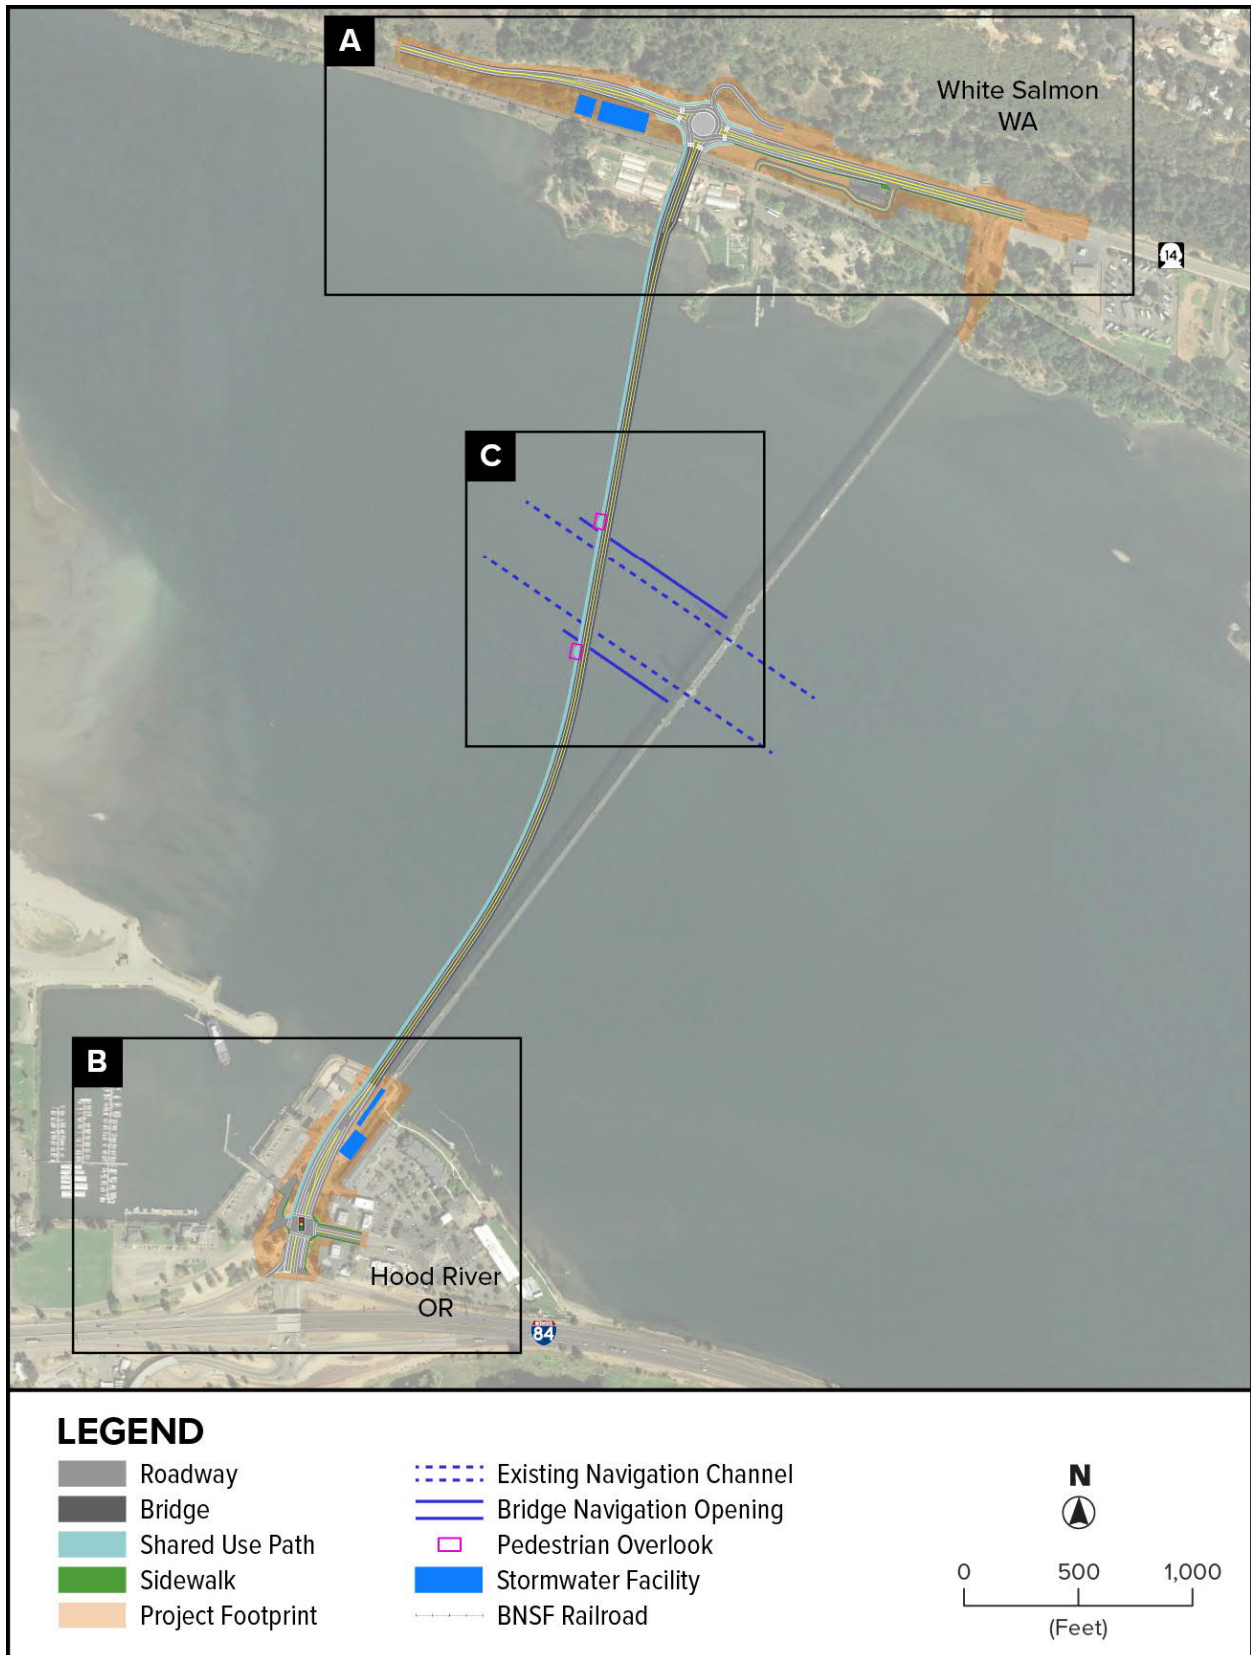 A
White Salmon
WA
14
C
B
Hood River
OR
84
LEGEND
Roadway
Bridge
Shared Use Path
Sidewalk
Project Footprint
Existing Navigation Channel
Bridge Navigation Opening
Pedestrian Overlook
Stormwater Facility
BNSF Railroad
N
0 500 1,000
(Feet)